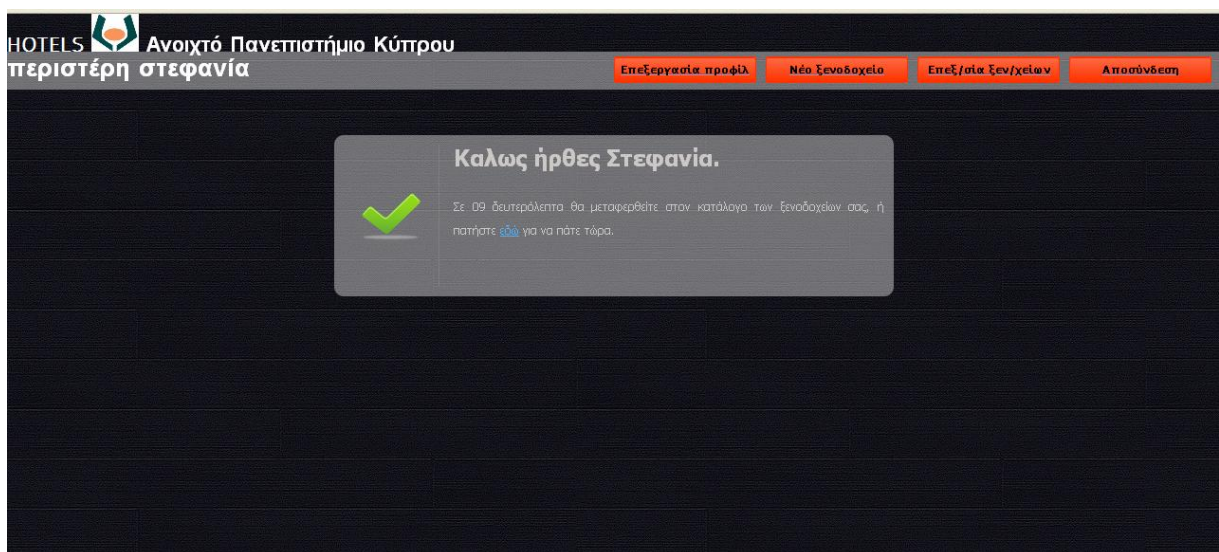 HOTELS Ανοιχτό Πανεπιστήμιο Κύπρου
περιστέρη στεφανία
Επεξεργασία προφίλ Νέο ξενοδοχείο Επεξ/σία ξεν/χείων Αποσύνδεση
Καλως ήρθες Στεφανία.
Σε 09 δευτερόλεπτα θα μεταφερθείτε στον κατάλογο των ξενοδοχείων σας, ή
πατήστε εδώ για να πάτε τώρα.